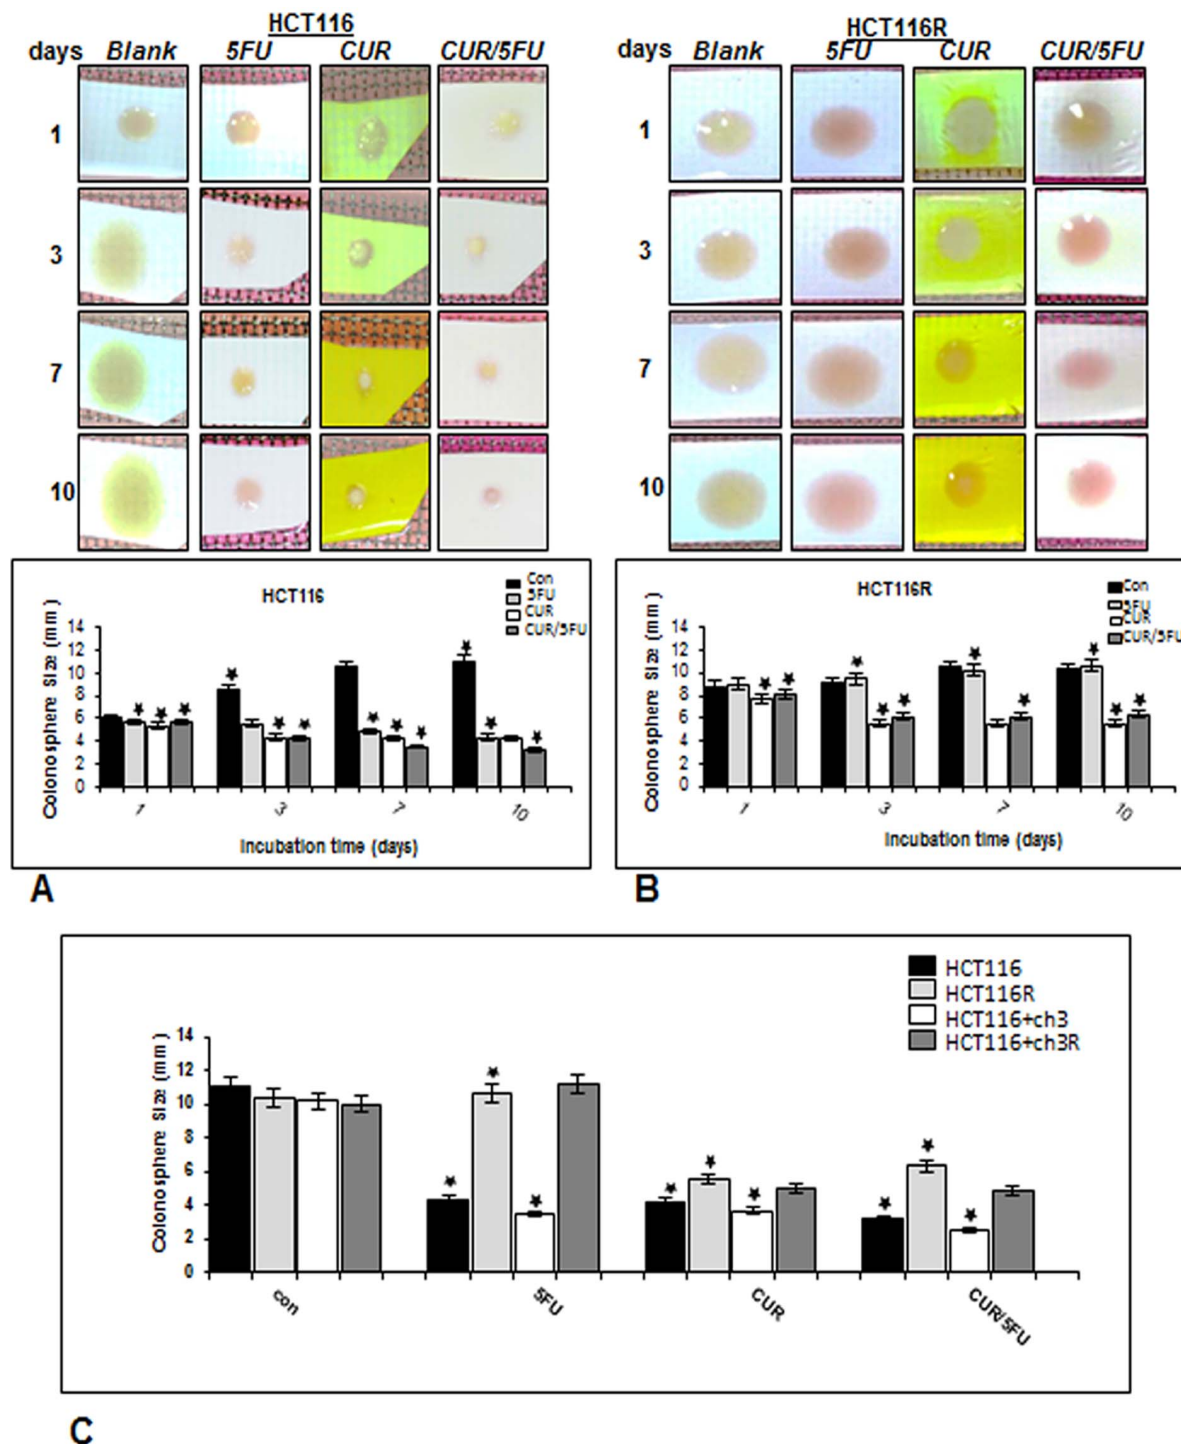 HCT116
days Blank 5FU CUR CUR/5FU
1
3
7
10
HCT116R
days Blank 5FU CUR CUR/5FU
1
3
7
10
HCT116
Con
5FU
CUR
CUR/5FU
Colonosphere Size (mm)
14
12
10
8
6
4
2
0
1 3 7 10
Incubation time (days)
A
HCT116R
Con
5FU
CUR
CUR/5FU
Colonosphere Size (mm)
14
12
10
8
6
4
2
0
1 3 7 10
Incubation time (days)
B
HCT116
HCT116R
HCT116+ch3
HCT116+ch3R
Colonosphere Size (mm)
14
12
10
8
6
4
2
0
con 5FU CUR CUR/5FU
C